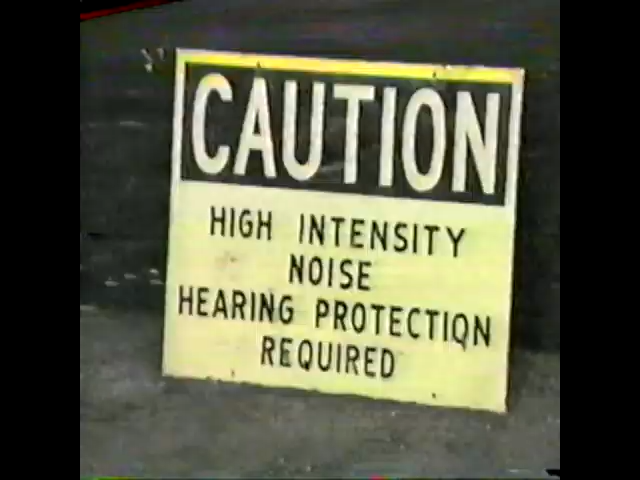 CAUTION
HIGH INTENSITY
NOISE
HEARING PROTECTION
REQUIRED